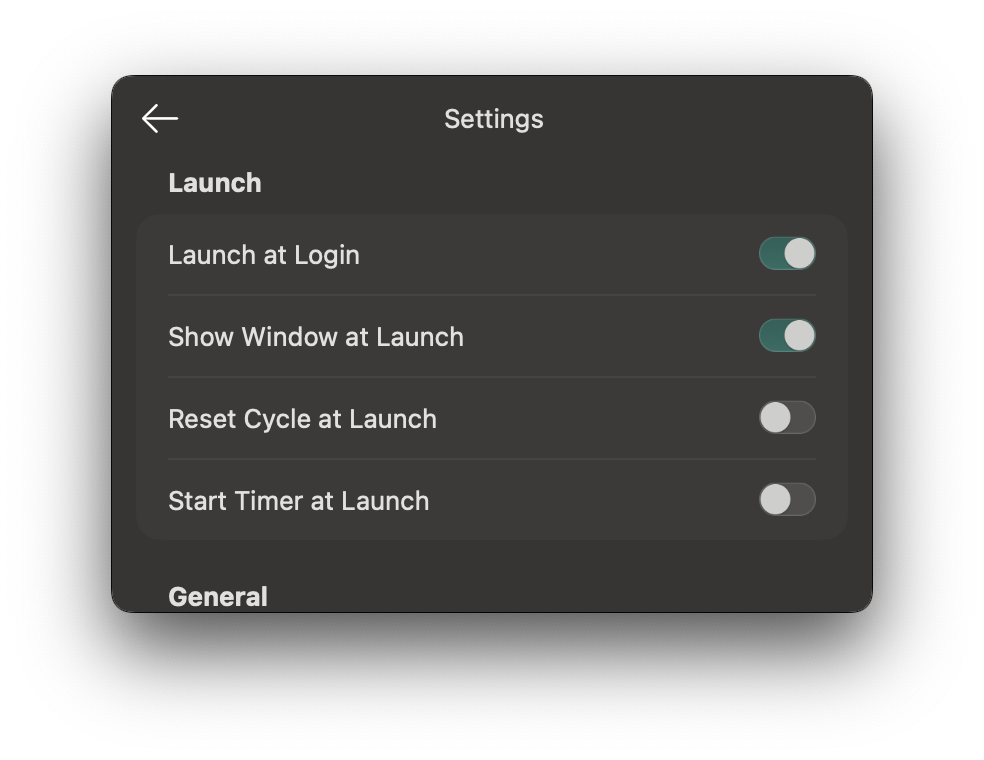 Settings
Launch
Launch at Login
Show Window at Launch
Reset Cycle at Launch
Start Timer at Launch
General